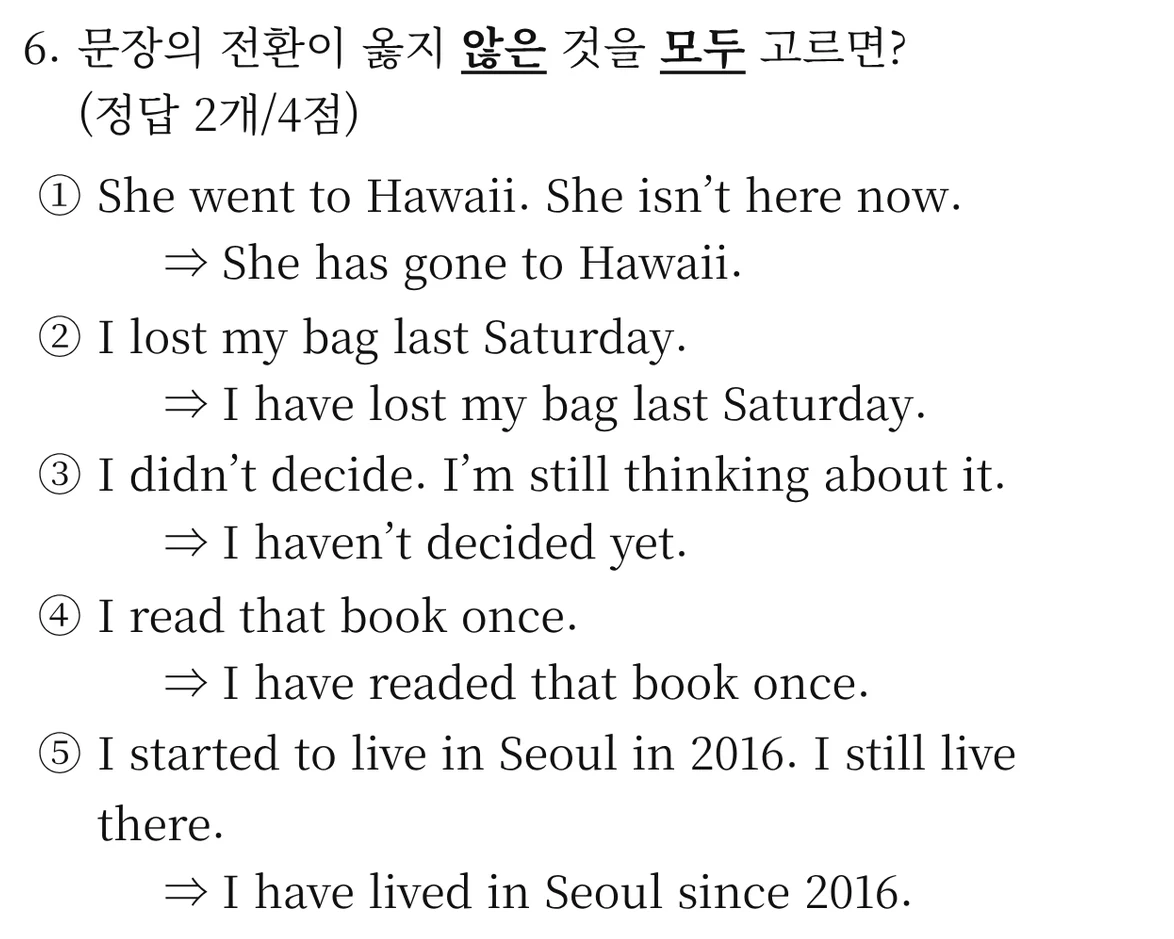 6. 문장의 전환이 옳지 않은 것을 모두 고르면?
(정답 2개/4점)
① She went to Hawaii. She isn’t here now.
⇒ She has gone to Hawaii.
② I lost my bag last Saturday.
⇒ I have lost my bag last Saturday.
③ I didn’t decide. I’m still thinking about it.
⇒ I haven’t decided yet.
④ I read that book once.
⇒ I have readed that book once.
⑤ I started to live in Seoul in 2016. I still live
there.
⇒ I have lived in Seoul since 2016.